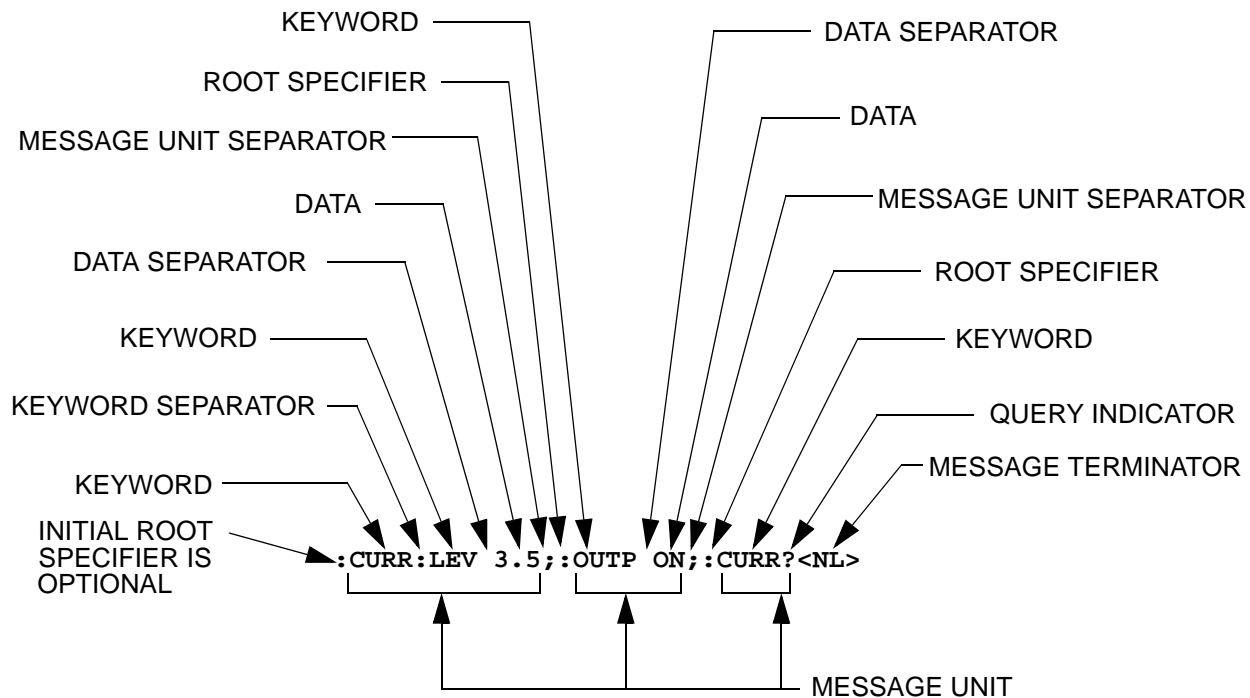 KEYWORD
DATA SEPARATOR
ROOT SPECIFIER
DATA
MESSAGE UNIT SEPARATOR
MESSAGE UNIT SEPARATOR
DATA
DATA SEPARATOR
ROOT SPECIFIER
KEYWORD
KEYWORD
KEYWORD SEPARATOR
QUERY INDICATOR
MESSAGE TERMINATOR
KEYWORD
INITIAL ROOT
SPECIFIER IS
OPTIONAL
:CURR:LEV 3.5;:OUTP ON;:CURR?<NL>
MESSAGE UNIT